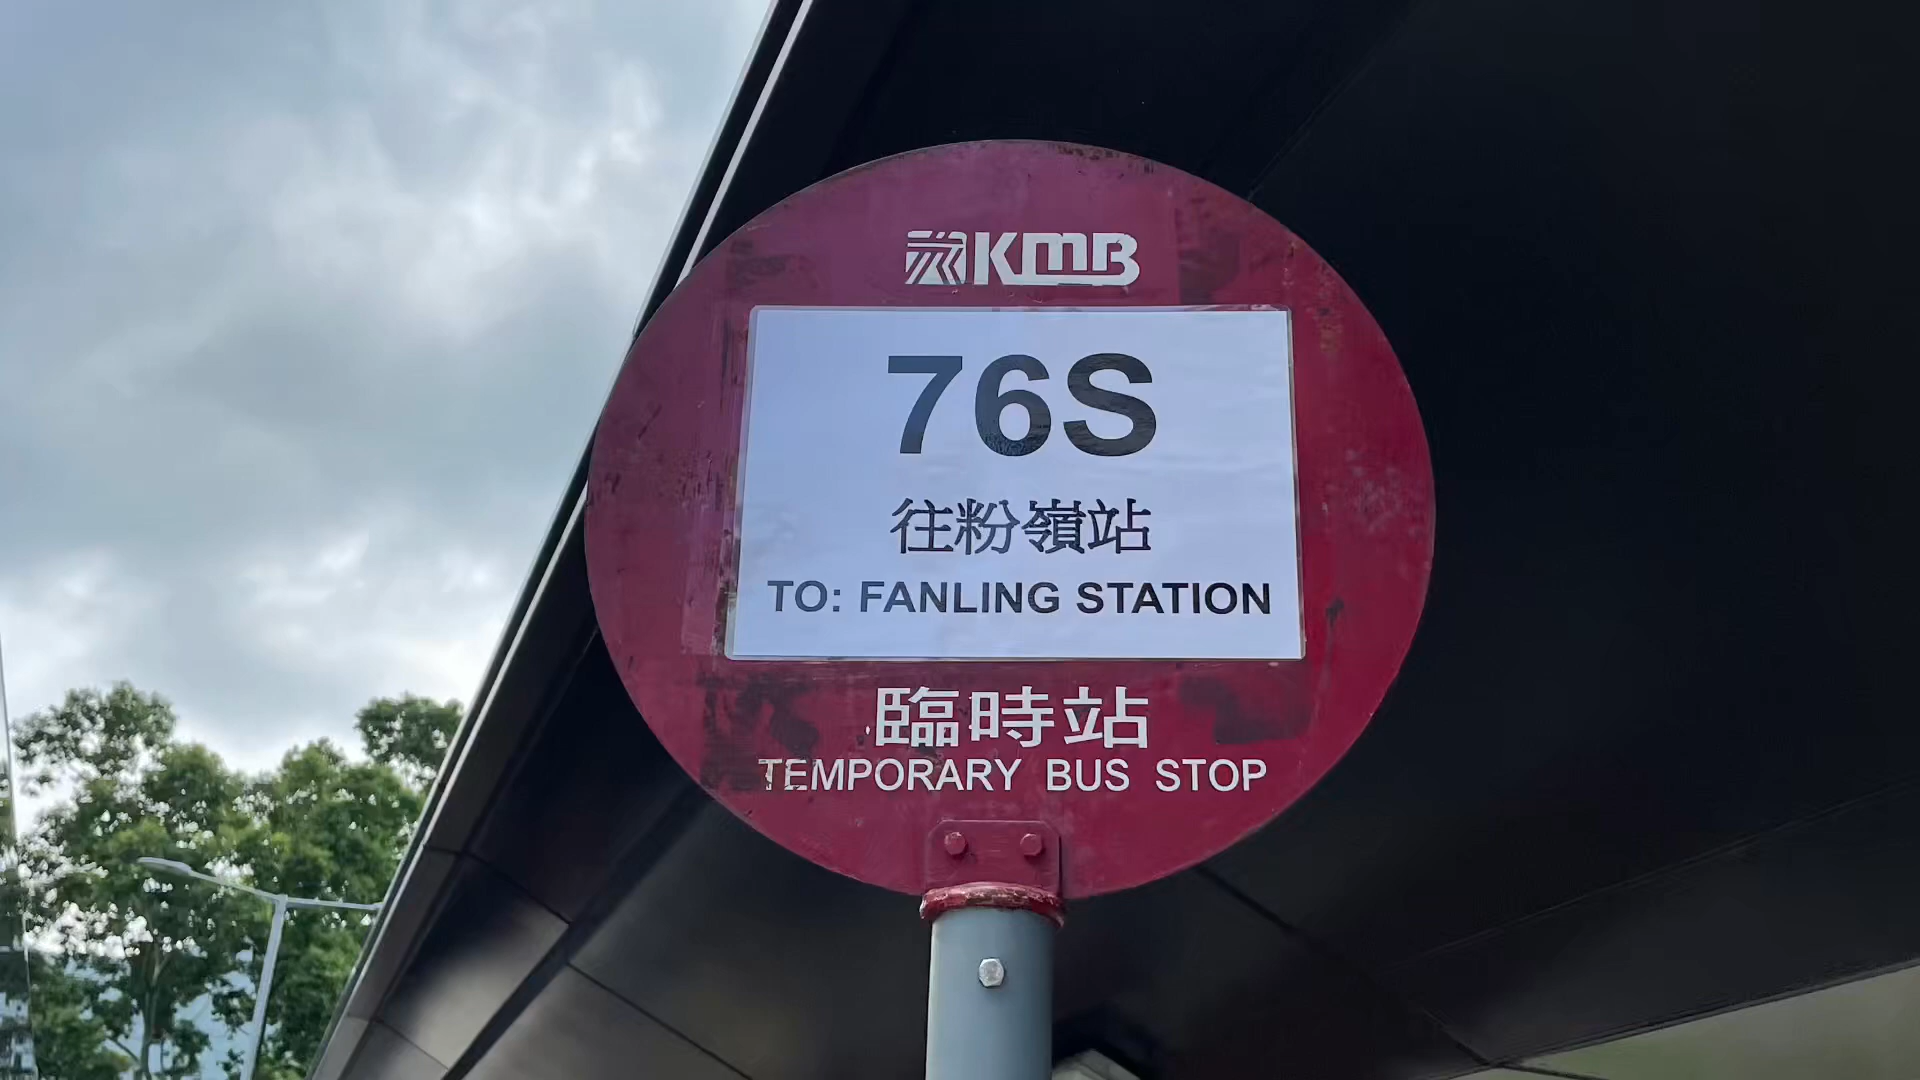 KMB
76S
往粉嶺站
TO: FANLING STATION
臨時站
TEMPORARY BUS STOP